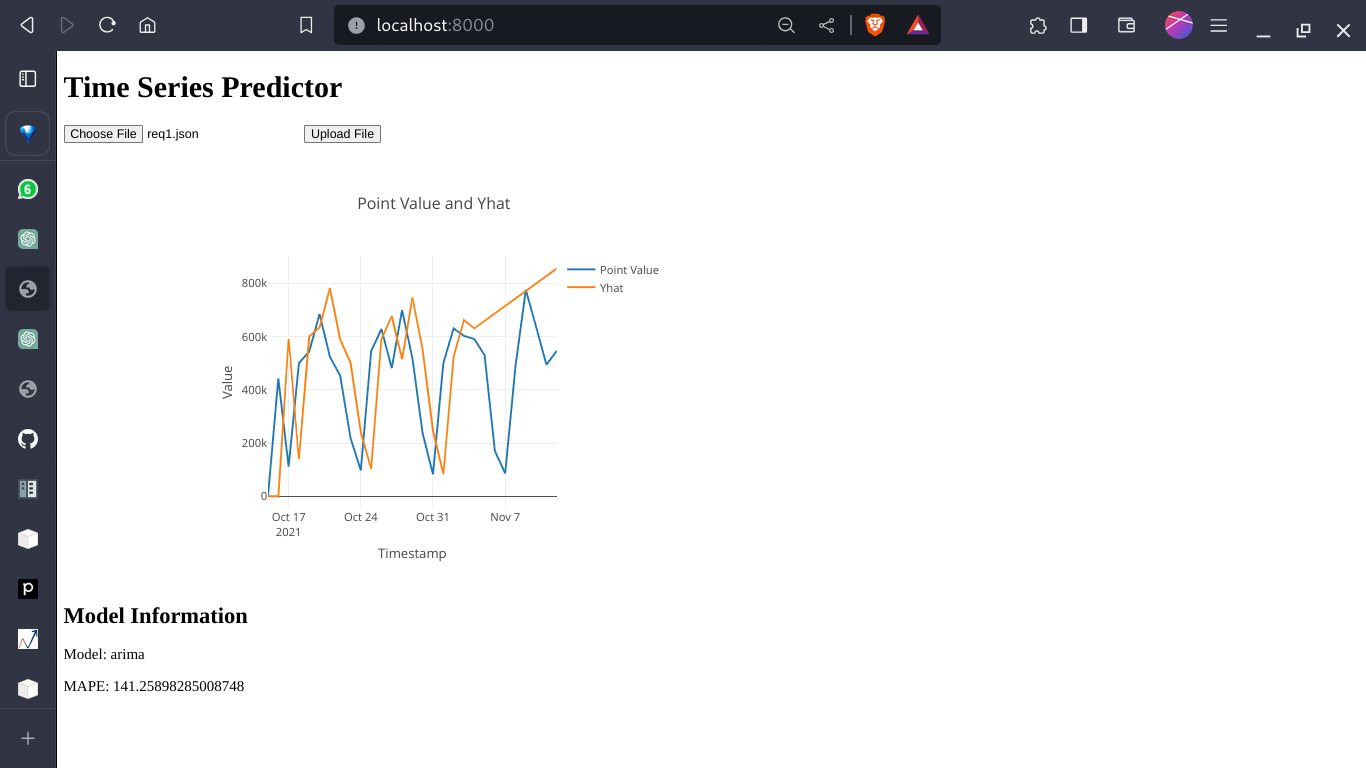 localhost:8000
6
p
Time Series Predictor
Choose File req1.json Upload File
Point Value and Yhat
Point Value
Yhat
800k
600k
400k
200k
0
Value
Oct 17 Oct 24 Oct 31 Nov 7
2021
Timestamp
Model Information
Model: arima
MAPE: 141.25898285008748